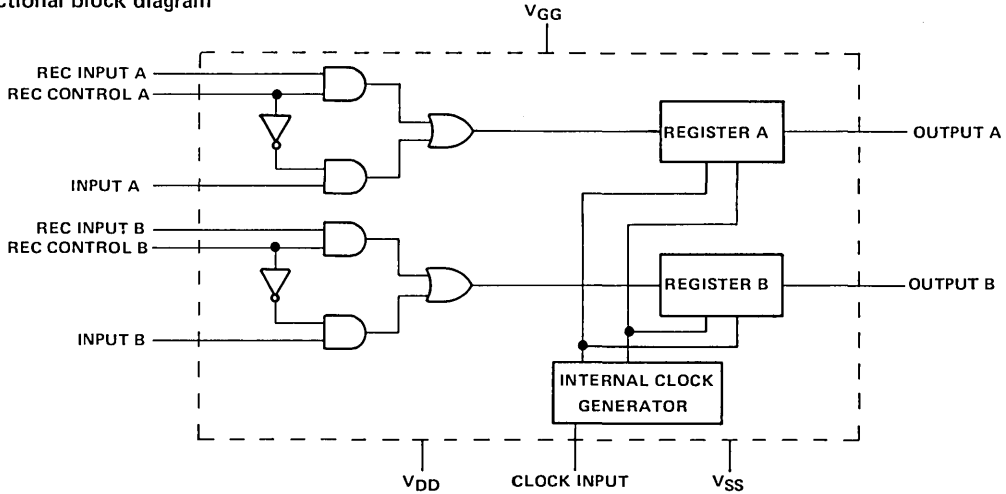 ctional block diagram
VGG
REC INPUT A
REC CONTROL A
INPUT A
REC INPUT B
REC CONTROL B
INPUT B
REGISTER A
OUTPUT A
REGISTER B
OUTPUT B
INTERNAL CLOCK
GENERATOR
VDD
CLOCK INPUT
VSS